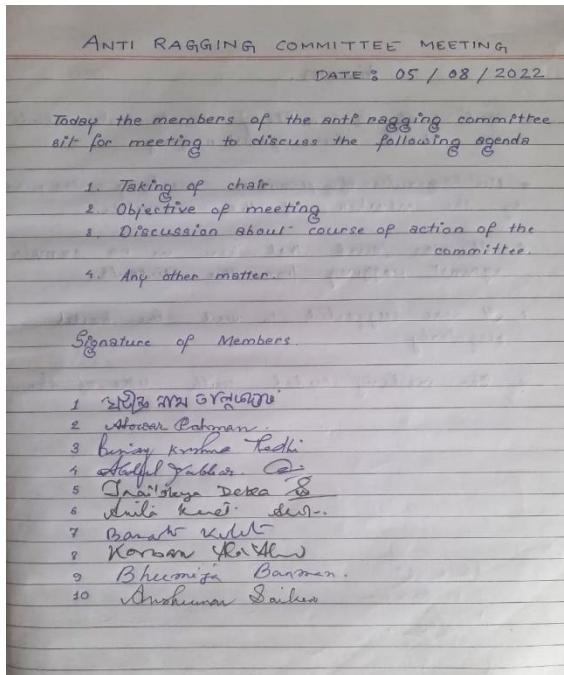 ANTI RAGGING COMMITTEE MEETING
DATE : 05 / 08 / 2022
Today the members of the anti ragging committee
sit for meeting to discuss the following agenda
1. Taking of chair
2. Objective of meeting
3. Discussion about course of action of the
committee.
4. Any other matter.
Signature of Members.
1
2 Atowar Rahman.
3 Krishna
4
5 Trailokya Deka
6 Anita
7
8
9 Bhumija Barman.
10 Saikia